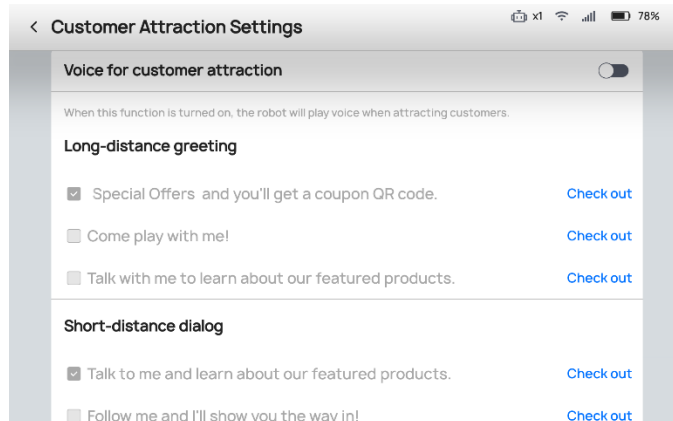 x1 78%
Customer Attraction Settings
Voice for customer attraction
When this function is turned on, the robot will play voice when attracting customers.
Long-distance greeting
Special Offers and you'll get a coupon QR code. Check out
Come play with me! Check out
Talk with me to learn about our featured products. Check out
Short-distance dialog
Talk to me and learn about our featured products. Check out
Follow me and I'll show you the way in! Check out